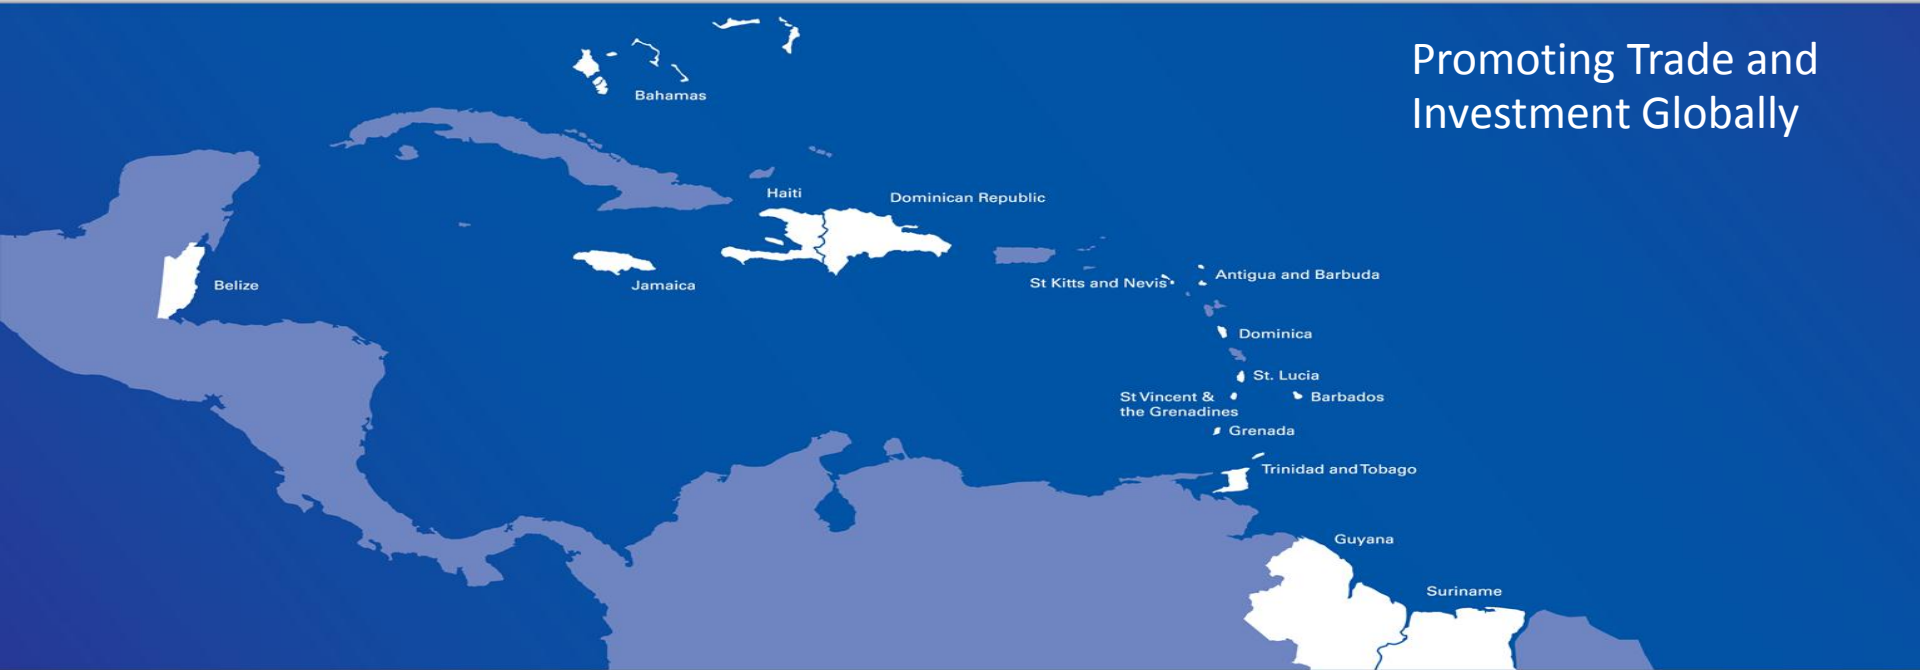 Promoting Trade and
Investment Globally
Bahamas
Haiti
Dominican Republic
Belize
Jamaica
St Kitts and Nevis
Antigua and Barbuda
Dominica
St. Lucia
St Vincent &
the Grenadines
Barbados
Grenada
Trinidad and Tobago
Guyana
Suriname